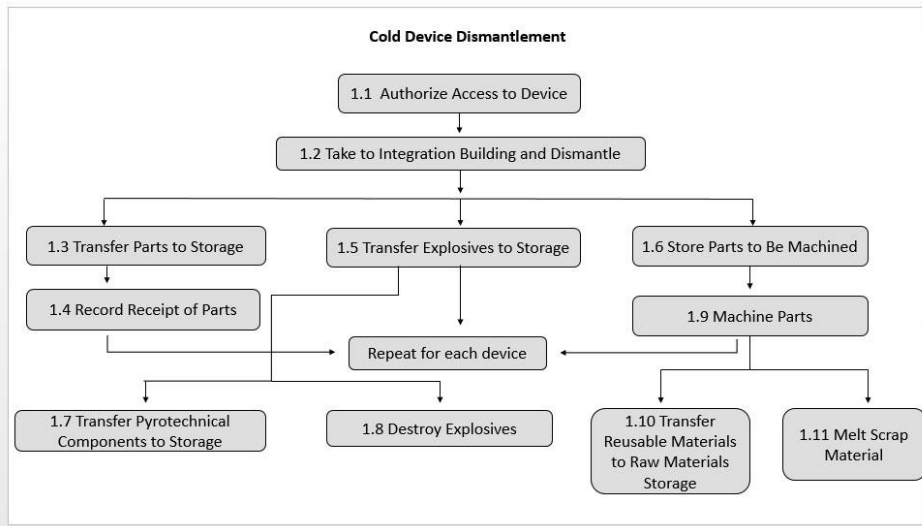 Cold Device Dismantlement
1.1 Authorize Access to Device
1.2 Take to Integration Building and Dismantle
1.3 Transfer Parts to Storage
1.5 Transfer Explosives to Storage
1.6 Store Parts to Be Machined
1.4 Record Receipt of Parts
1.9 Machine Parts
Repeat for each device
1.7 Transfer Pyrotechnical
Components to Storage
1.8 Destroy Explosives
1.10 Transfer
Reusable Materials
to Raw Materials
Storage
1.11 Melt Scrap
Material